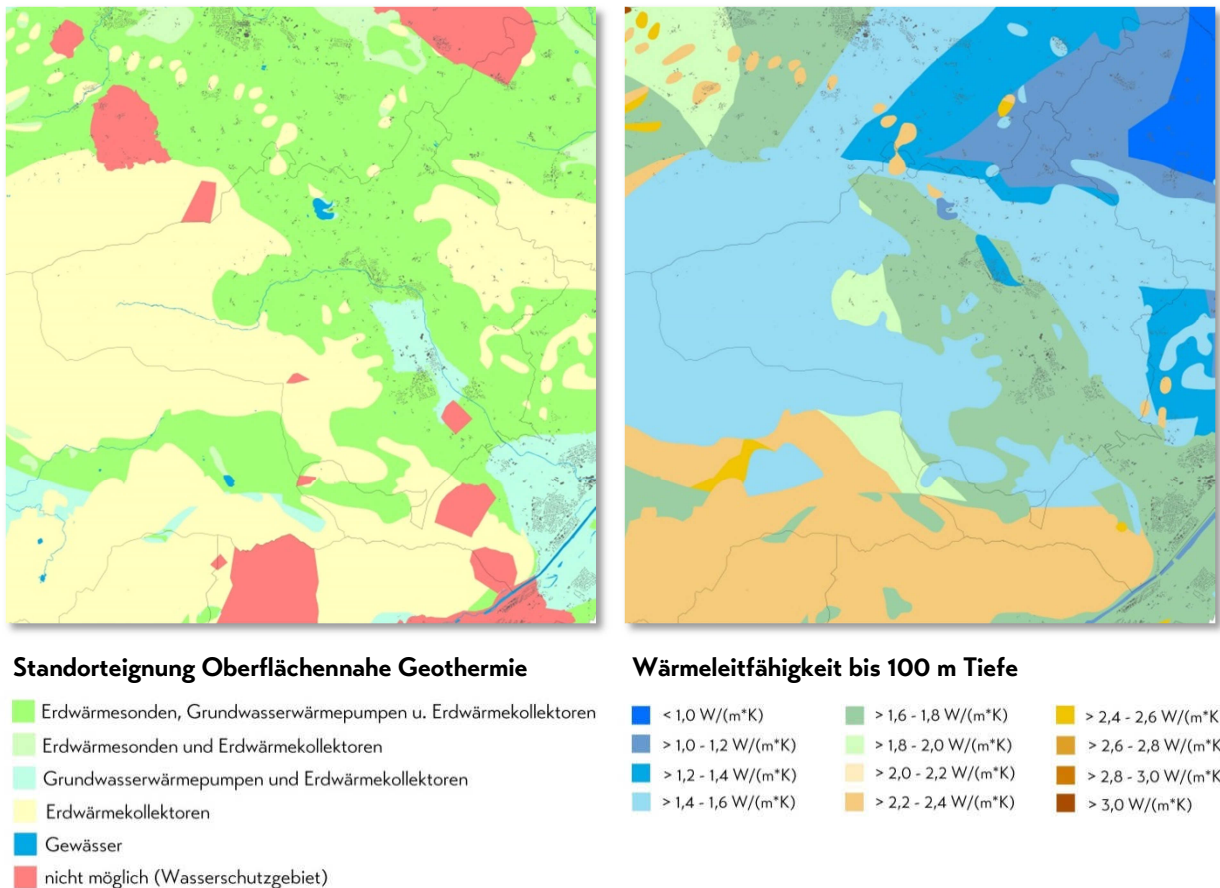 Standorteignung Oberflächennahe Geothermie
Erdwärmesonden, Grundwasserwärmepumpen u. Erdwärmekollektoren
Erdwärmesonden und Erdwärmekollektoren
Grundwasserwärmepumpen und Erdwärmekollektoren
Erdwärmekollektoren
Gewässer
nicht möglich (Wasserschutzgebiet)
Wärmeleitfähigkeit bis 100 m Tiefe
< 1,0 W/(m*K)
> 1,0 - 1,2 W/(m*K)
> 1,2 - 1,4 W/(m*K)
> 1,4 - 1,6 W/(m*K)
> 1,6 - 1,8 W/(m*K)
> 1,8 - 2,0 W/(m*K)
> 2,0 - 2,2 W/(m*K)
> 2,2 - 2,4 W/(m*K)
> 2,4 - 2,6 W/(m*K
> 2,6 - 2,8 W/(m*K
> 2,8 - 3,0 W/(m*K
> 3,0 W/(m*K)